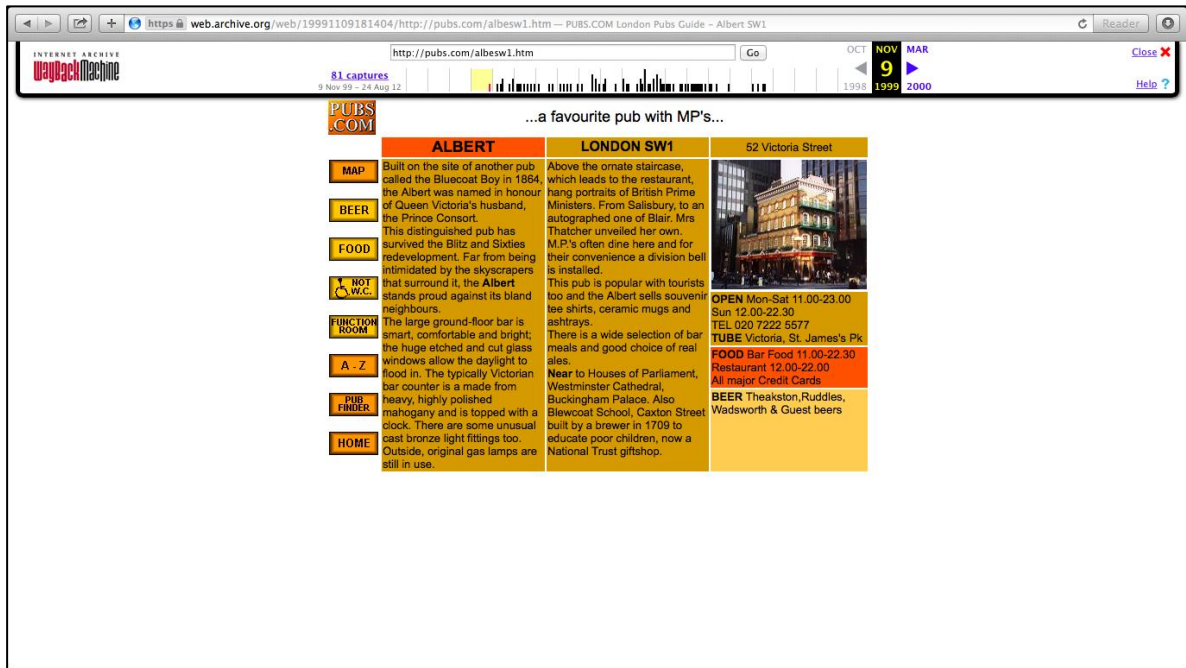 https web.archive.org/web/19991109181404/http://pubs.com/albesw1.htm — PUBS.COM London Pubs Guide – Albert SW1
Reader
INTERNET ARCHIVE
WayBackMachine
http://pubs.com/albesw1.htm
Go
81 captures
9 Nov 99 – 24 Aug 12
OCT NOV MAR
9
1998 1999 2000
Close
Help ?
PUBS
.COM
...a favourite pub with MP's...
MAP
BEER
FOOD
NOT
W.C.
FUNCTION
ROOM
A - Z
PUB
FINDER
HOME
ALBERT
Built on the site of another pub
called the Bluecoat Boy in 1864,
the Albert was named in honour
of Queen Victoria's husband,
the Prince Consort.
This distinguished pub has
survived the Blitz and Sixties
redevelopment. Far from being
intimidated by the skyscrapers
that surround it, the Albert
stands proud against its bland
neighbours.
The large ground-floor bar is
smart, comfortable and bright;
the huge etched and cut glass
windows allow the daylight to
flood in. The typically Victorian
bar counter is a made from
heavy, highly polished
mahogany and is topped with a
clock. There are some unusual
cast bronze light fittings too.
Outside, original gas lamps are
still in use.
LONDON SW1
Above the ornate staircase,
which leads to the restaurant,
hang portraits of British Prime
Ministers. From Salisbury, to an
autographed one of Blair. Mrs
Thatcher unveiled her own.
M.P.'s often dine here and for
their convenience a division bell
is installed.
This pub is popular with tourists
too and the Albert sells souvenir
tee shirts, ceramic mugs and
ashtrays.
There is a wide selection of bar
meals and good choice of real
ales.
Near to Houses of Parliament,
Westminster Cathedral,
Buckingham Palace. Also
Blewcoat School, Caxton Street
built by a brewer in 1709 to
educate poor children, now a
National Trust giftshop.
52 Victoria Street
OPEN Mon-Sat 11.00-23.00
Sun 12.00-22.30
TEL 020 7222 5577
TUBE Victoria, St. James's Pk
FOOD Bar Food 11.00-22.30
Restaurant 12.00-22.00
All major Credit Cards
BEER Theakston,Ruddles,
Wadsworth & Guest beers